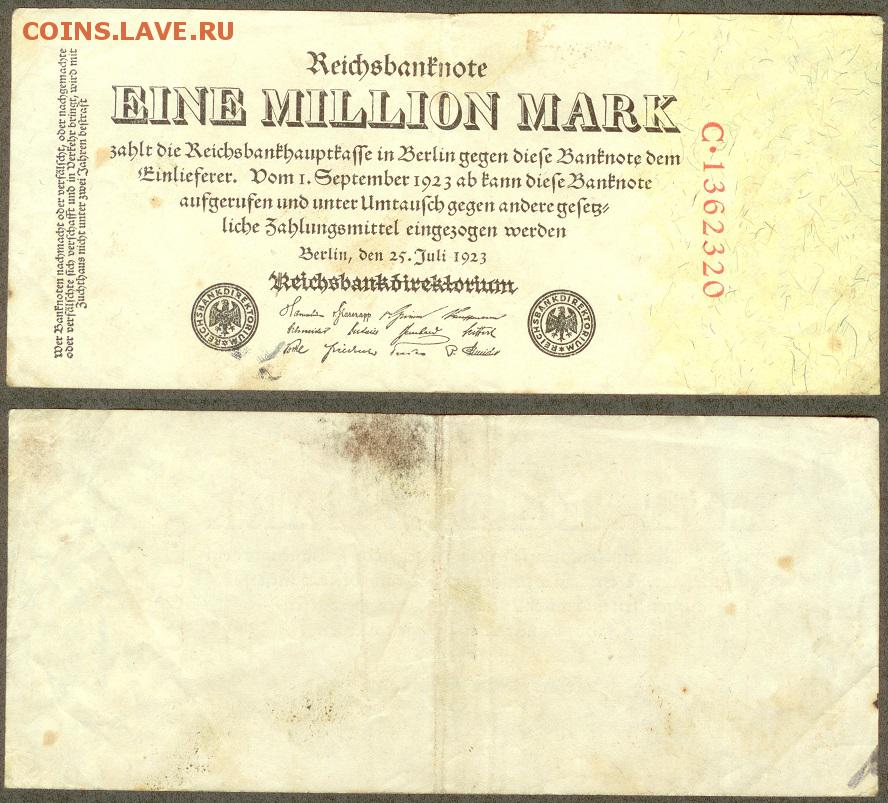 COINS.LAVE.RU
Reichsbanknote
EINE MILLION MARK
zahlt die Reichsbankhauptkasse in Berlin gegen diese Banknote dem
Einlieferer. Vom 1. September 1923 ab kann diese Banknote
aufgerufen und unter Umtausch gegen andere gesetz-
liche Zahlungsmittel eingezogen werden
Berlin, den 25. Juli 1923
Reichsbankdirektorium
REICHSBANKDIREKTORIUM
REICHSBANKDIREKTORIUM
Wer Banknoten nachmacht oder verfälscht, oder nachgemachte
oder verfälschte sich verschafft und in Verkehr bringt, wird mit
Zuchthaus nicht unter zwei Jahren bestraft
C·1362320